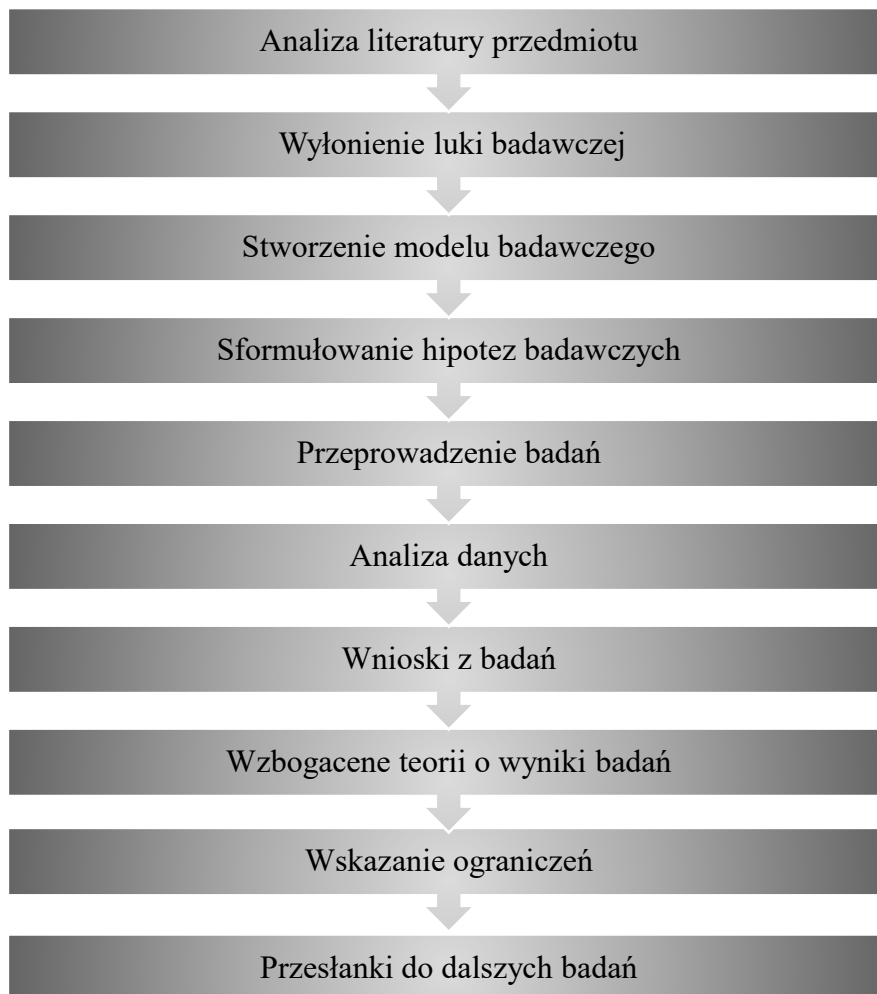 Analiza literatury przedmiotu
Wyłonienie luki badawczej
Stworzenie modelu badawczego
Sformułowanie hipotez badawczych
Przeprowadzenie badań
Analiza danych
Wnioski z badań
Wzbogacene teorii o wyniki badań
Wskazanie ograniczeń
Przesłanki do dalszych badań